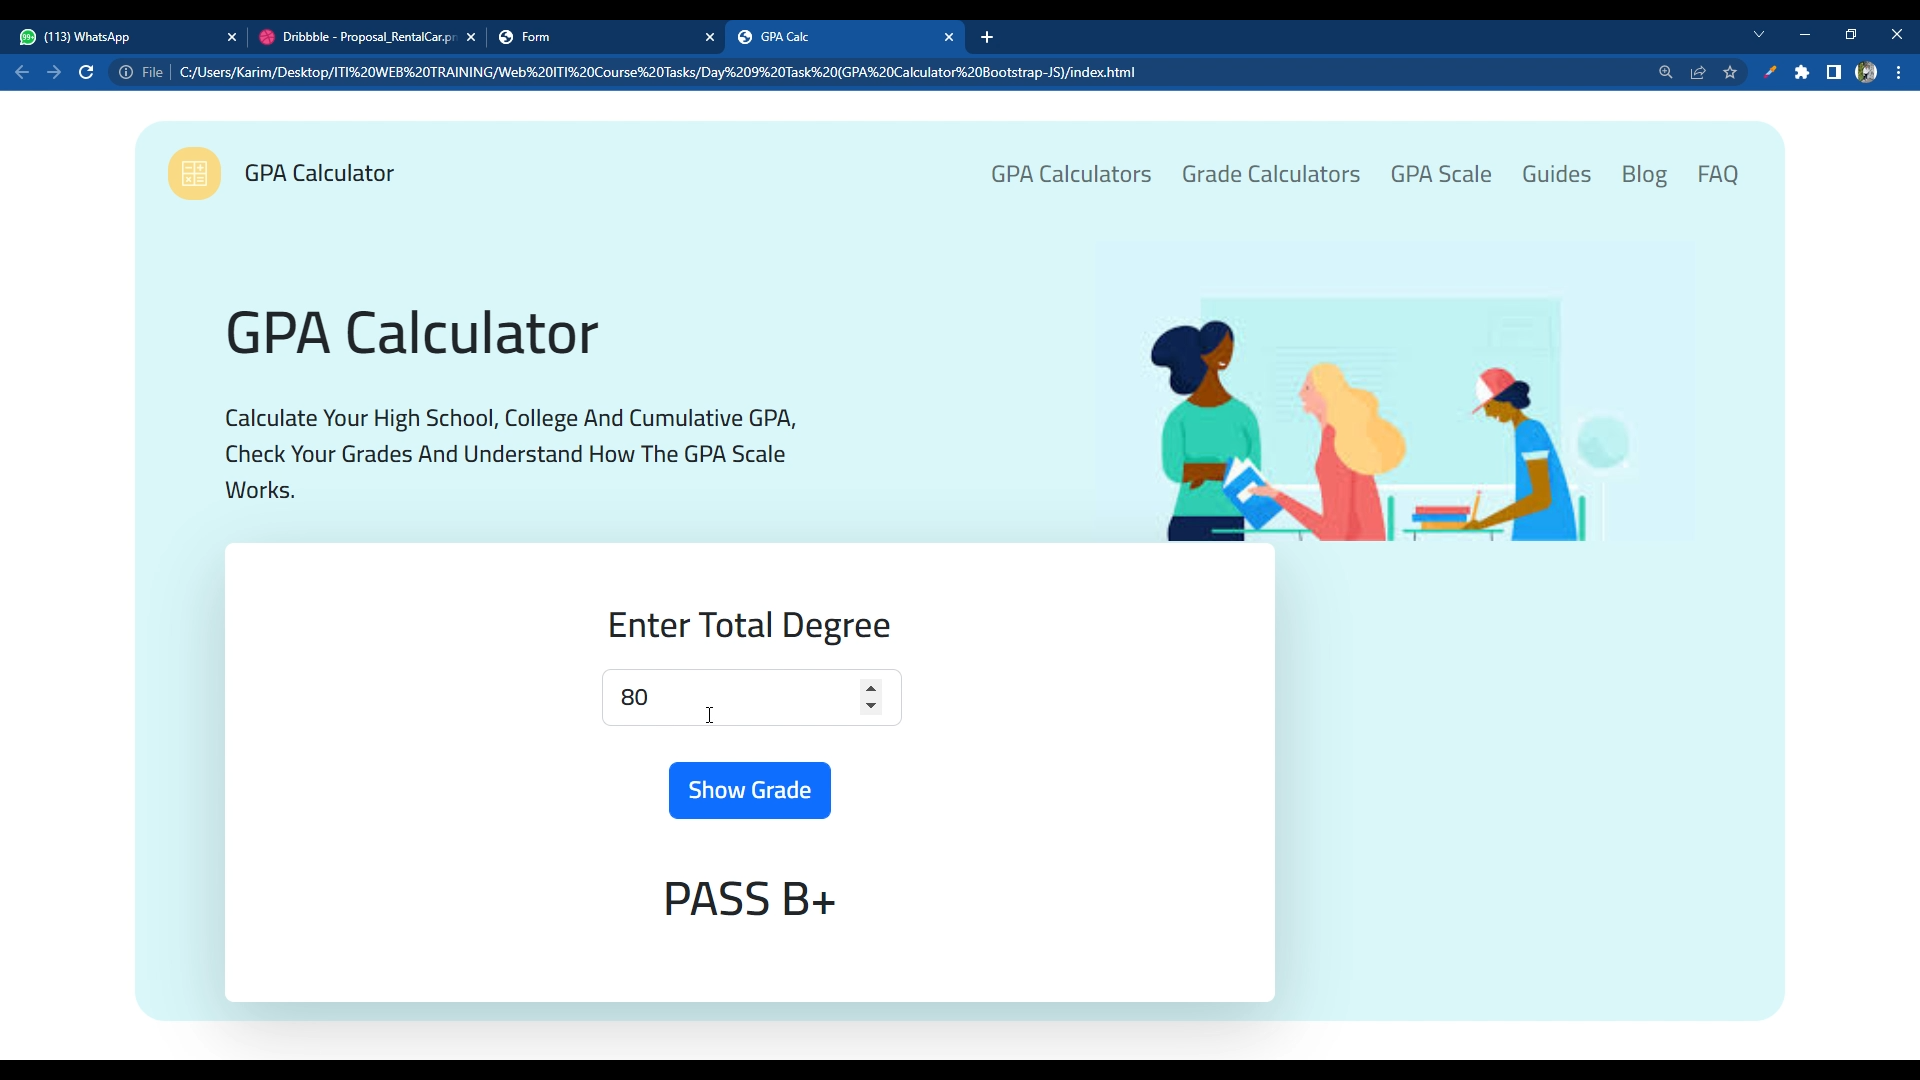 (113) WhatsApp
Dribbble - Proposal_RentalCar.pn
Form
GPA Calc
File
C:/Users/Karim/Desktop/ITI%20WEB%20TRAINING/Web%20ITI%20Course%20Tasks/Day%209%20Task%20(GPA%20Calculator%20Bootstrap-JS)/index.html
GPA Calculator
GPA Calculators
Grade Calculators
GPA Scale
Guides
Blog
FAQ
GPA Calculator
Calculate Your High School, College And Cumulative GPA,
Check Your Grades And Understand How The GPA Scale
Works.
Enter Total Degree
80
Show Grade
PASS B+